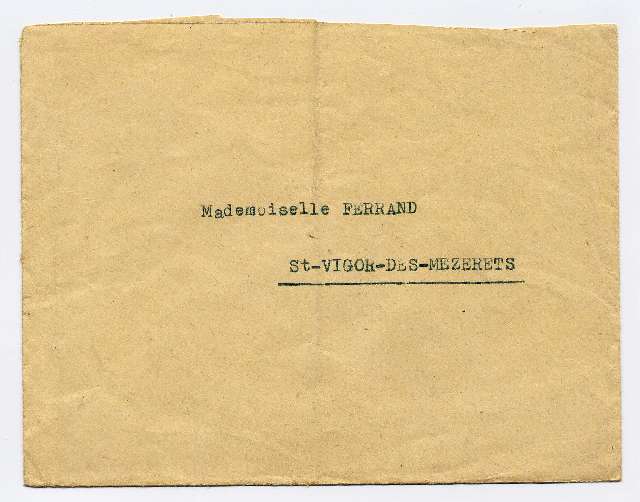 Mademoiselle FERRAND
St-VIGOR-DES-MEZERETS